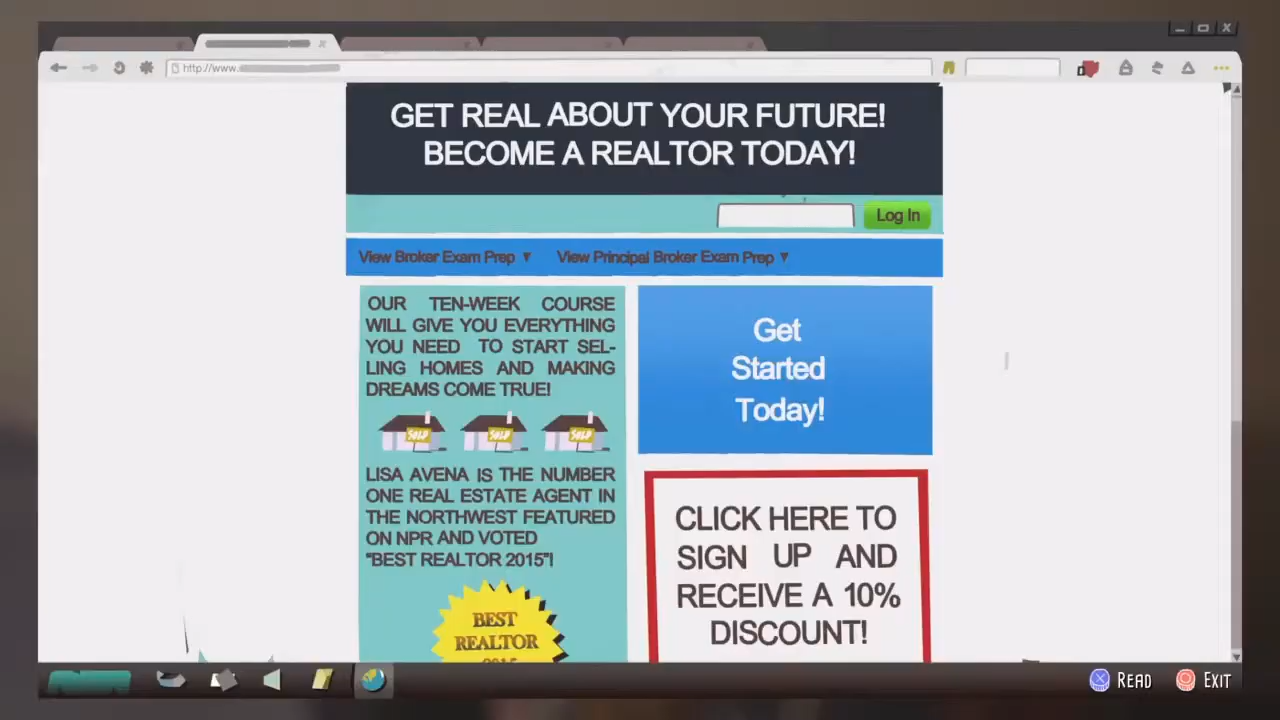 http://www.
GET REAL ABOUT YOUR FUTURE!
BECOME A REALTOR TODAY!
Log In
View Broker Exam Prep ▼ View Principal Broker Exam Prep ▼
OUR TEN-WEEK COURSE
WILL GIVE YOU EVERYTHING
YOU NEED TO START SEL-
LING HOMES AND MAKING
DREAMS COME TRUE!
SOLD SOLD SOLD
LISA AVENA IS THE NUMBER
ONE REAL ESTATE AGENT IN
THE NORTHWEST FEATURED
ON NPR AND VOTED
"BEST REALTOR 2015"!
BEST
REALTOR
2015
Get
Started
Today!
CLICK HERE TO
SIGN UP AND
RECEIVE A 10%
DISCOUNT!
READ EXIT